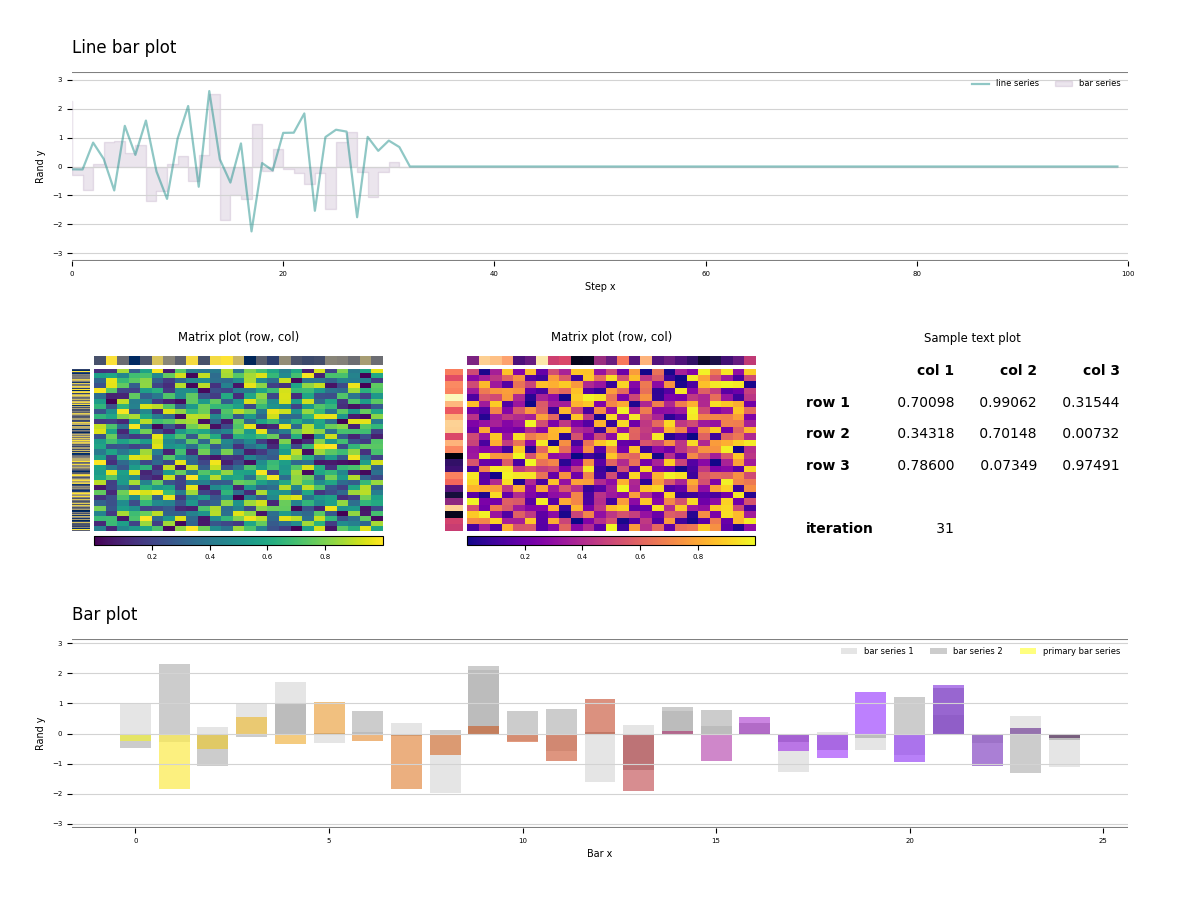 Line bar plot
3
2
1
0
−1
−2
−3
Rand y
line series bar series
0 20 40 60 80 100
Step x
Matrix plot (row, col)
0.2 0.4 0.6 0.8
Matrix plot (row, col)
0.2 0.4 0.6 0.8
Sample text plot
col 1 col 2 col 3
row 1 0.70098 0.99062 0.31544
row 2 0.34318 0.70148 0.00732
row 3 0.78600 0.07349 0.97491
iteration 31
Bar plot
3
2
1
0
−1
−2
−3
Rand y
bar series 1 bar series 2 primary bar series
0 5 10 15 20 25
Bar x